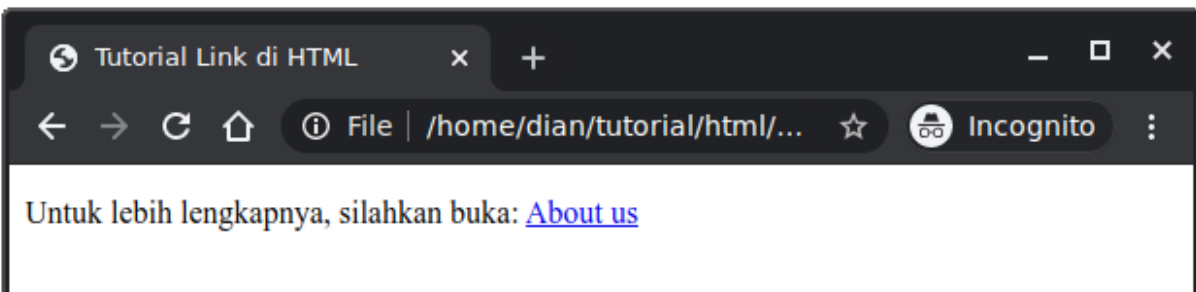 Tutorial Link di HTML
File /home/dian/tutorial/html/... Incognito
Untuk lebih lengkapnya, silahkan buka: About us